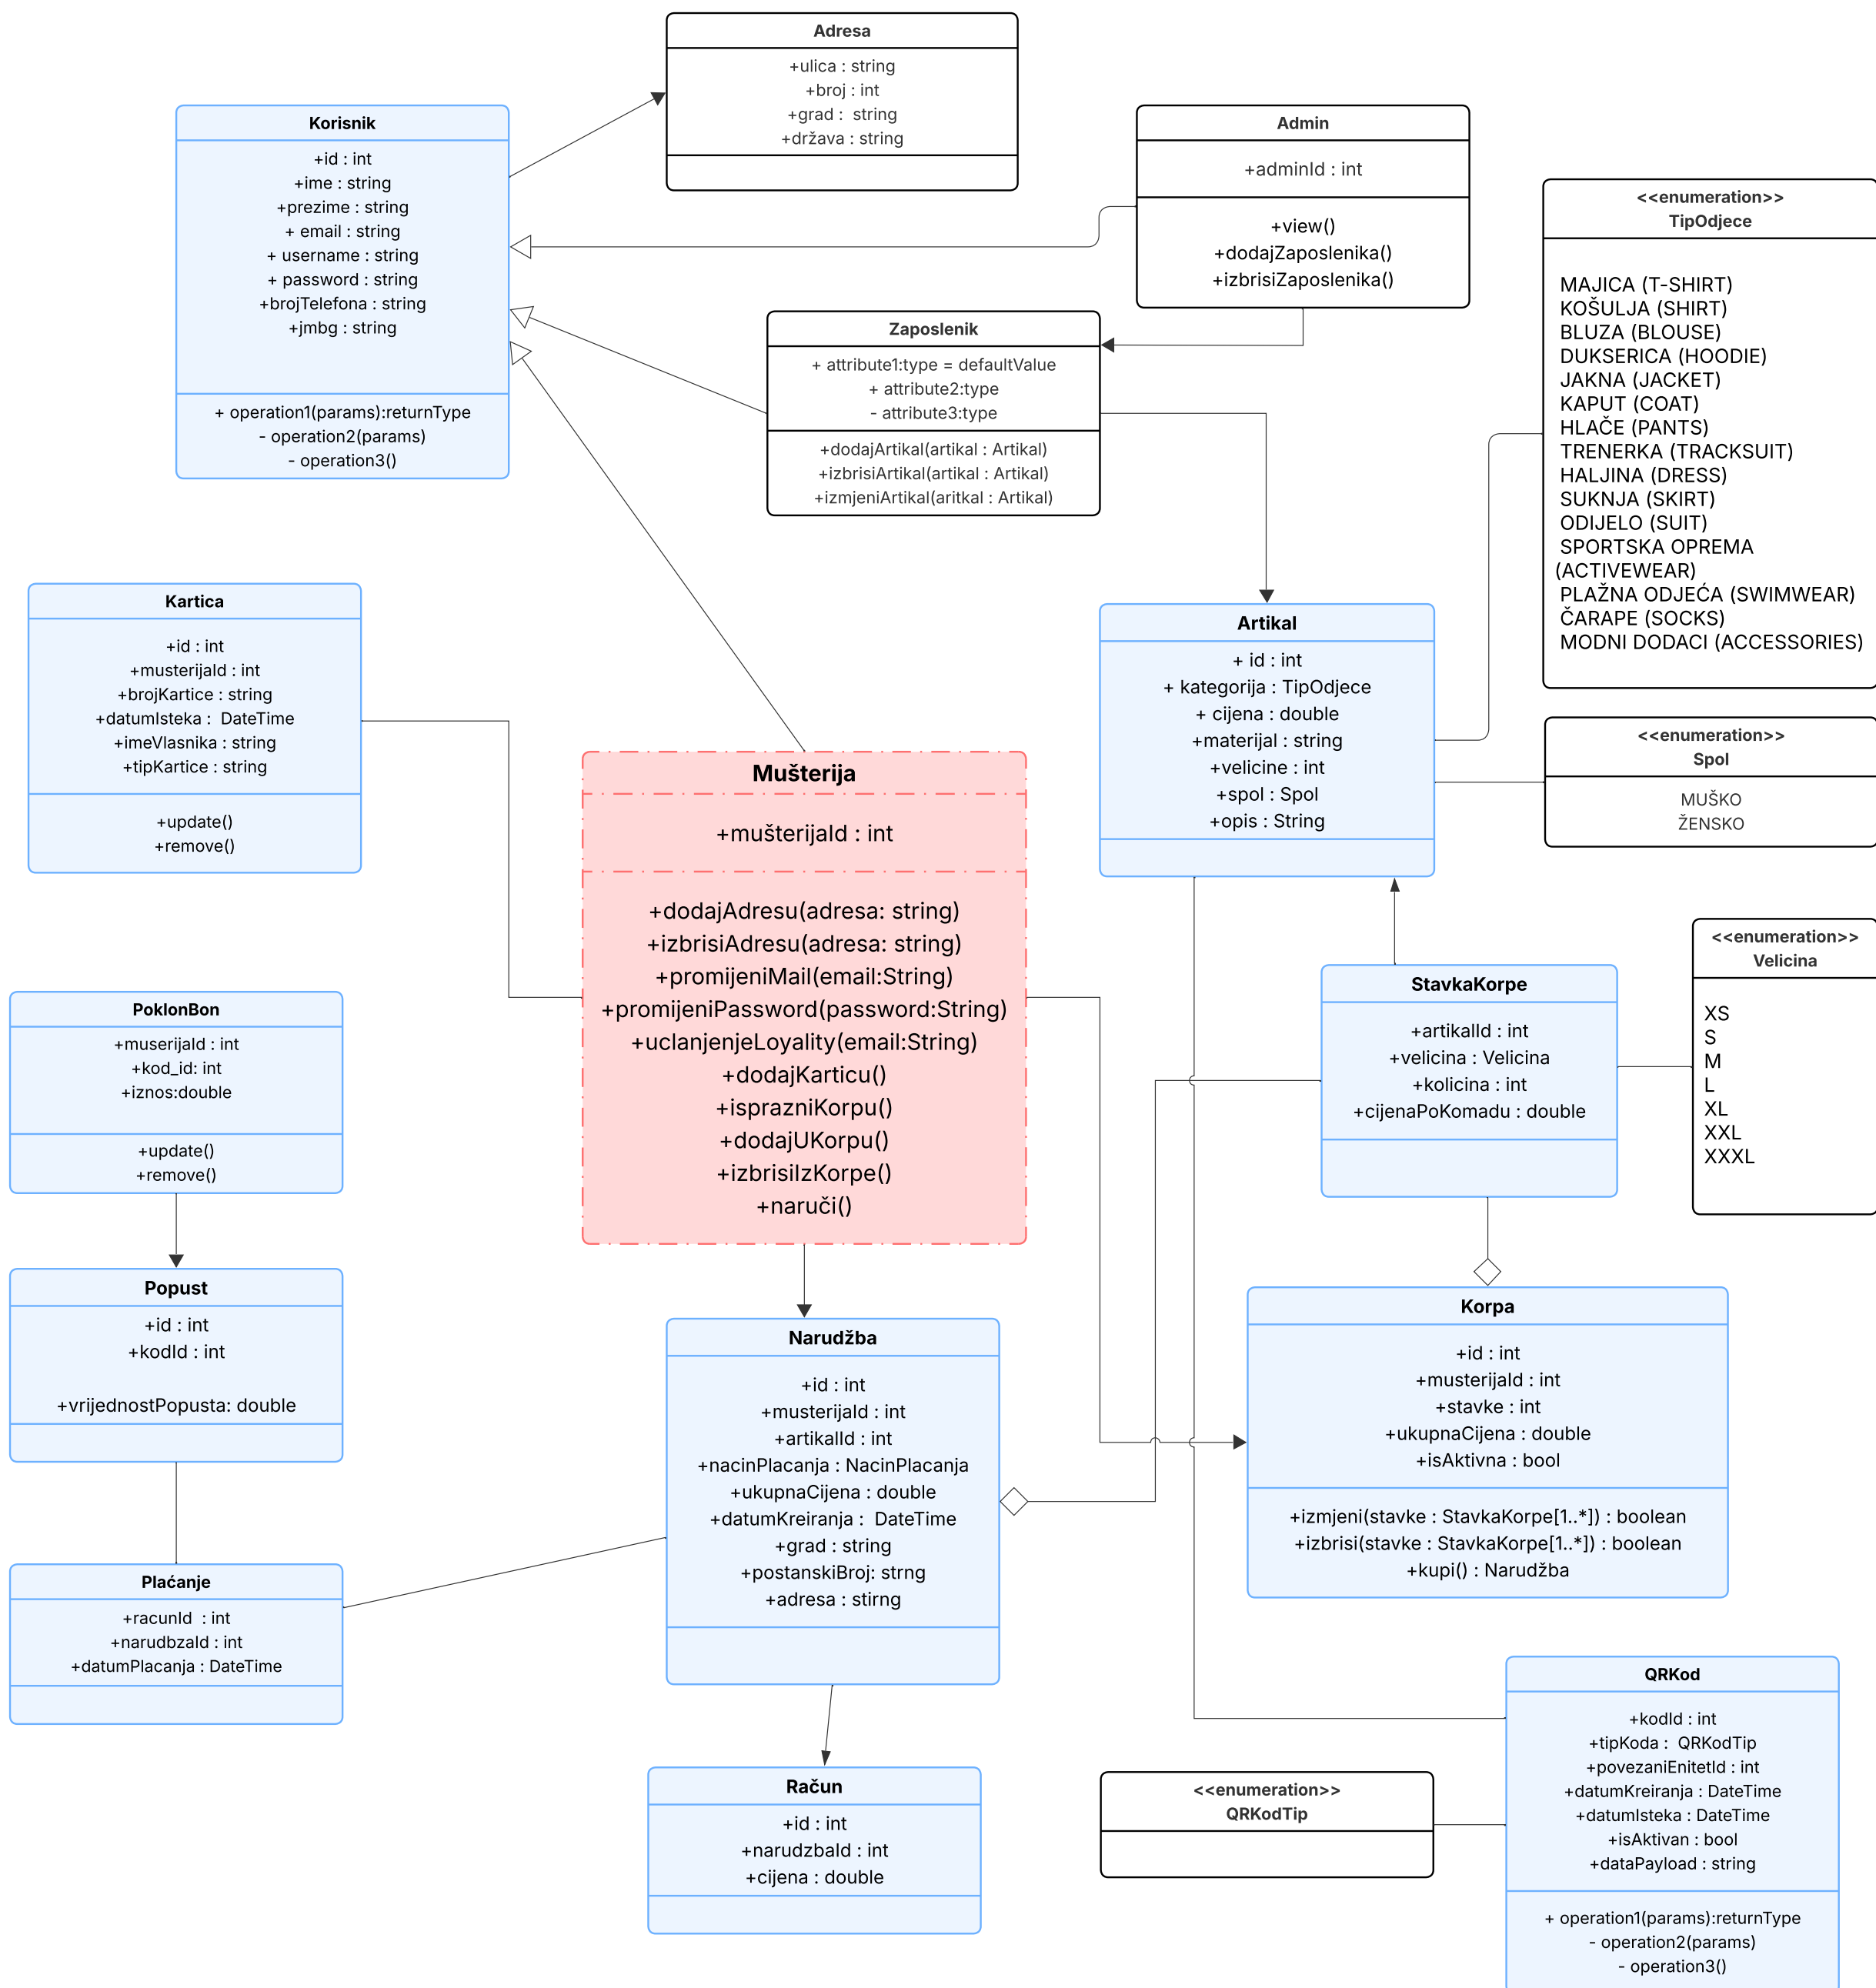 Adresa
+ulica : string
+broj : int
+grad :  string
+država : string
Korisnik
+id : int
+ime : string
+prezime : string
+ email : string
+ username : string
+ password : string
+brojTelefona : string
+jmbg : string
+ operation1(params):returnType
- operation2(params)
- operation3()
Admin
+adminId : int
+view()
+dodajZaposlenika()
+izbrisiZaposlenika()
<<enumeration>>
TipOdjece
MAJICA (T-SHIRT)
KOŠULJA (SHIRT)
BLUZA (BLOUSE)
DUKSERICA (HOODIE)
JAKNA (JACKET)
KAPUT (COAT)
HLAČE (PANTS)
TRENERKA (TRACKSUIT)
HALJINA (DRESS)
SUKNJA (SKIRT)
ODIJELO (SUIT)
SPORTSKA OPREMA
(ACTIVEWEAR)
PLAŽNA ODJEĆA (SWIMWEAR)
ČARAPE (SOCKS)
MODNI DODACI (ACCESSORIES)
Zaposlenik
+ attribute1:type = defaultValue
+ attribute2:type
- attribute3:type
+dodajArtikal(artikal : Artikal)
+izbrisiArtikal(artikal : Artikal)
+izmjeniArtikal(aritkal : Artikal)
Kartica
+id : int
+musterijaId : int
+brojKartice : string
+datumIsteka :  DateTime
+imeVlasnika : string
+tipKartice : string
+update()
+remove()
Artikal
+ id : int
+ kategorija : TipOdjece
+ cijena : double
+materijal : string
+velicine : int
+spol : Spol
+opis : String
<<enumeration>>
Spol
MUŠKO
ŽENSKO
Mušterija
+mušterijaId : int
+dodajAdresu(adresa: string)
+izbrisiAdresu(adresa: string)
+promijeniMail(email:String)
+promijeniPassword(password:String)
+uclanjenjeLoyality(email:String)
+dodajKarticu()
+isprazniKorpu()
+dodajUKorpu()
+izbrisiIzKorpe()
+naruči()
StavkaKorpe
+artikalId : int
+velicina : Velicina
+kolicina : int
+cijenaPoKomadu : double
<<enumeration>>
Velicina
XS
S
M
L
XL
XXL
XXXL
PoklonBon
+muserijaId : int
+kod_id: int
+iznos:double
+update()
+remove()
Popust
+id : int
+kodId : int
+vrijednostPopusta: double
Narudžba
+id : int
+musterijaId : int
+artikalId : int
+nacinPlacanja : NacinPlacanja
+ukupnaCijena : double
+datumKreiranja :  DateTime
+grad : string
+postanskiBroj: strng
+adresa : stirng
Korpa
+id : int
+musterijaId : int
+stavke : int
+ukupnaCijena : double
+isAktivna : bool
+izmjeni(stavke : StavkaKorpe[1..*]) : boolean
+izbrisi(stavke : StavkaKorpe[1..*]) : boolean
+kupi() : Narudžba
Plaćanje
+racunId  : int
+narudbzaId : int
+datumPlacanja : DateTime
Račun
+id : int
+narudzbaId : int
+cijena : double
<<enumeration>>
QRKodTip
QRKod
+kodId : int
+tipKoda :  QRKodTip
+povezaniEnitetId : int
+datumKreiranja : DateTime
+datumIsteka : DateTime
+isAktivan : bool
+dataPayload : string
+ operation1(params):returnType
- operation2(params)
- operation3()